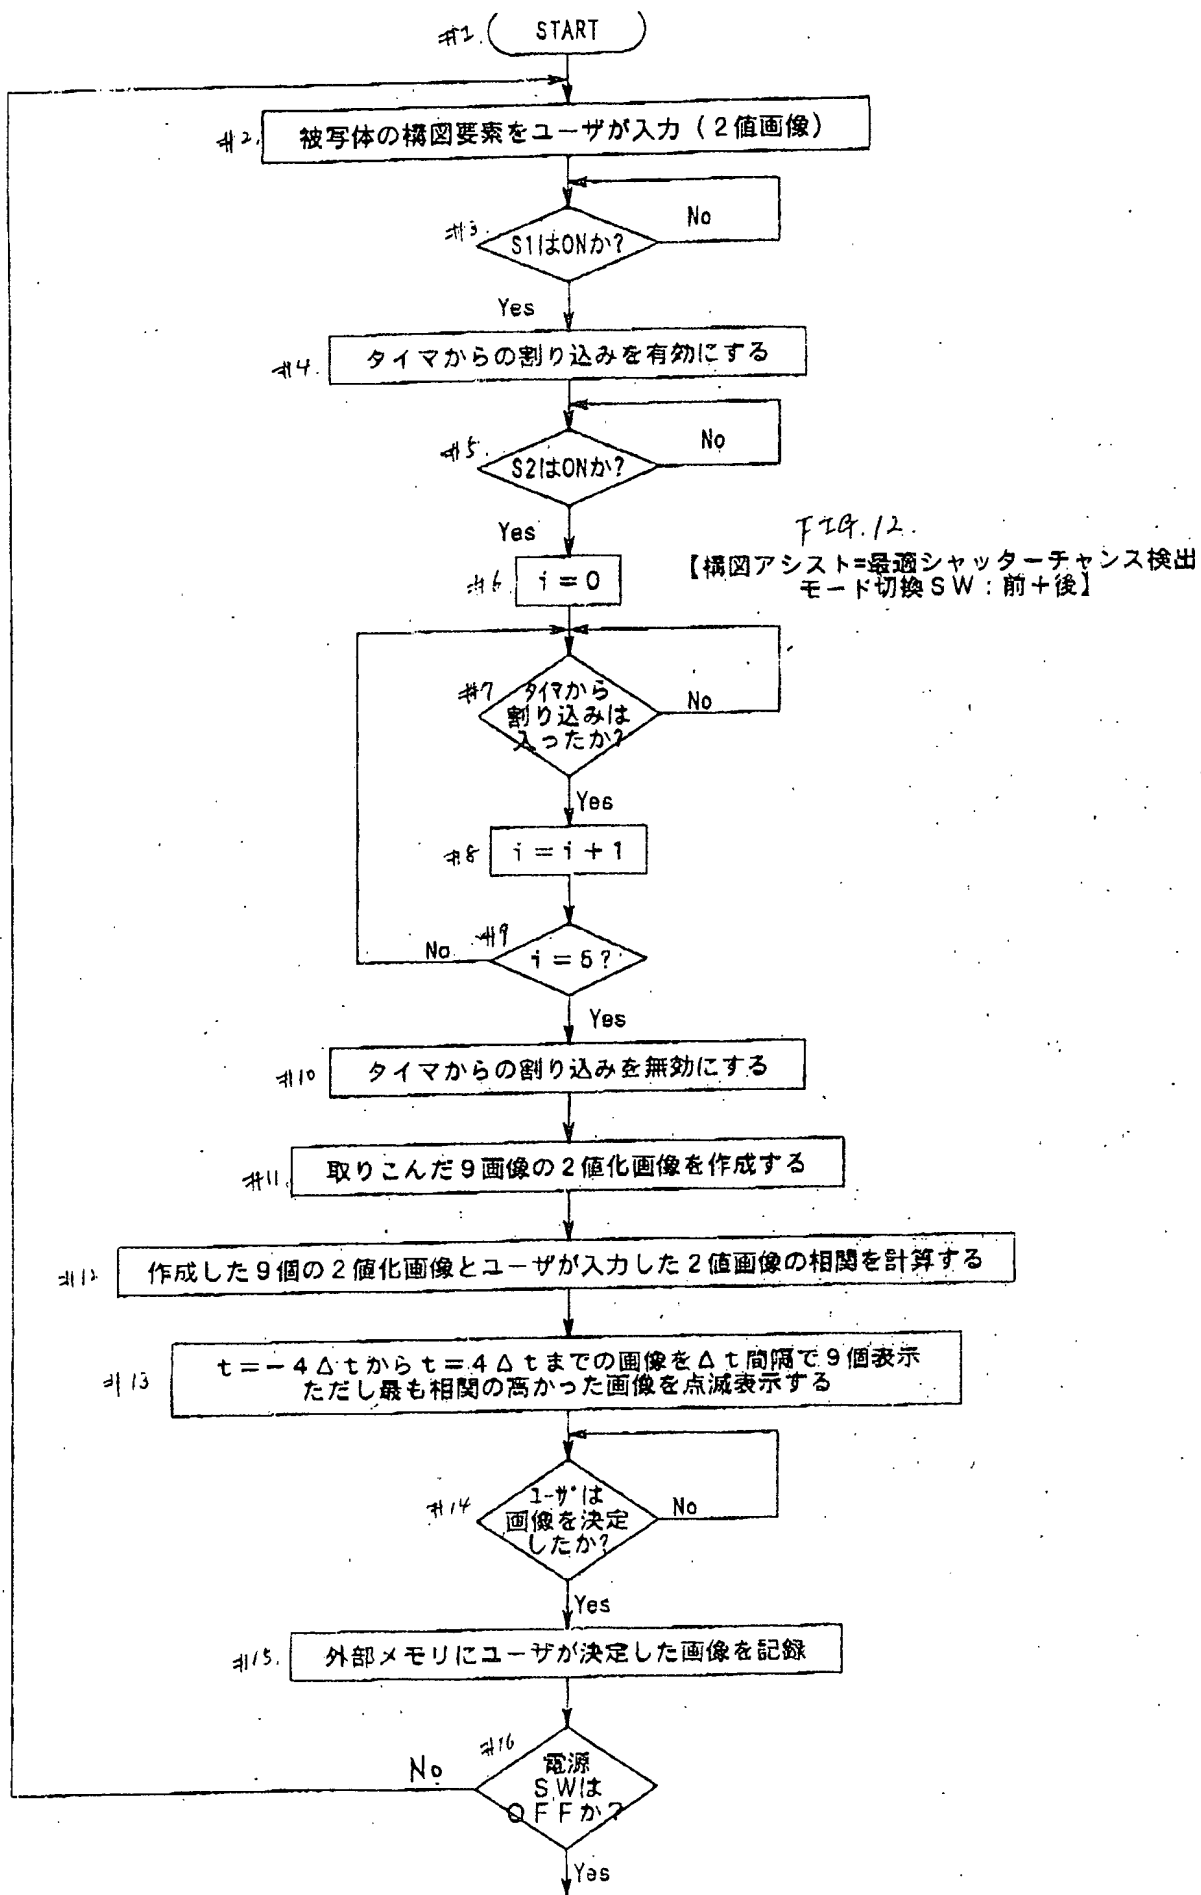 #1. START
#2. 被写体の構図要素をユーザが入力（2値画像）
#3. S1はONか?
No
Yes
#4. タイマからの割り込みを有効にする
#5. S2はONか?
No
Yes
#6 i=0
FIG.12.
【構図アシスト=最適シャッターチャンス検出
モード切換SW:前+後】
#7 タイマから
割り込みは
入ったか?
No
Yes
#8 i=i+1
#9 i=5?
No
Yes
#10 タイマからの割り込みを無効にする
#11. 取りこんだ9画像の2値化画像を作成する
#12 作成した9個の2値化画像とユーザが入力した2値画像の相関を計算する
#13 t=-4Δtからt=4Δtまでの画像をΔt間隔で9個表示
ただし最も相関の高かった画像を点滅表示する
#14 ユーザは
画像を決定
したか?
No
Yes
#15. 外部メモリにユーザが決定した画像を記録
#16 電源
SWは
OFFか?
No
Yes